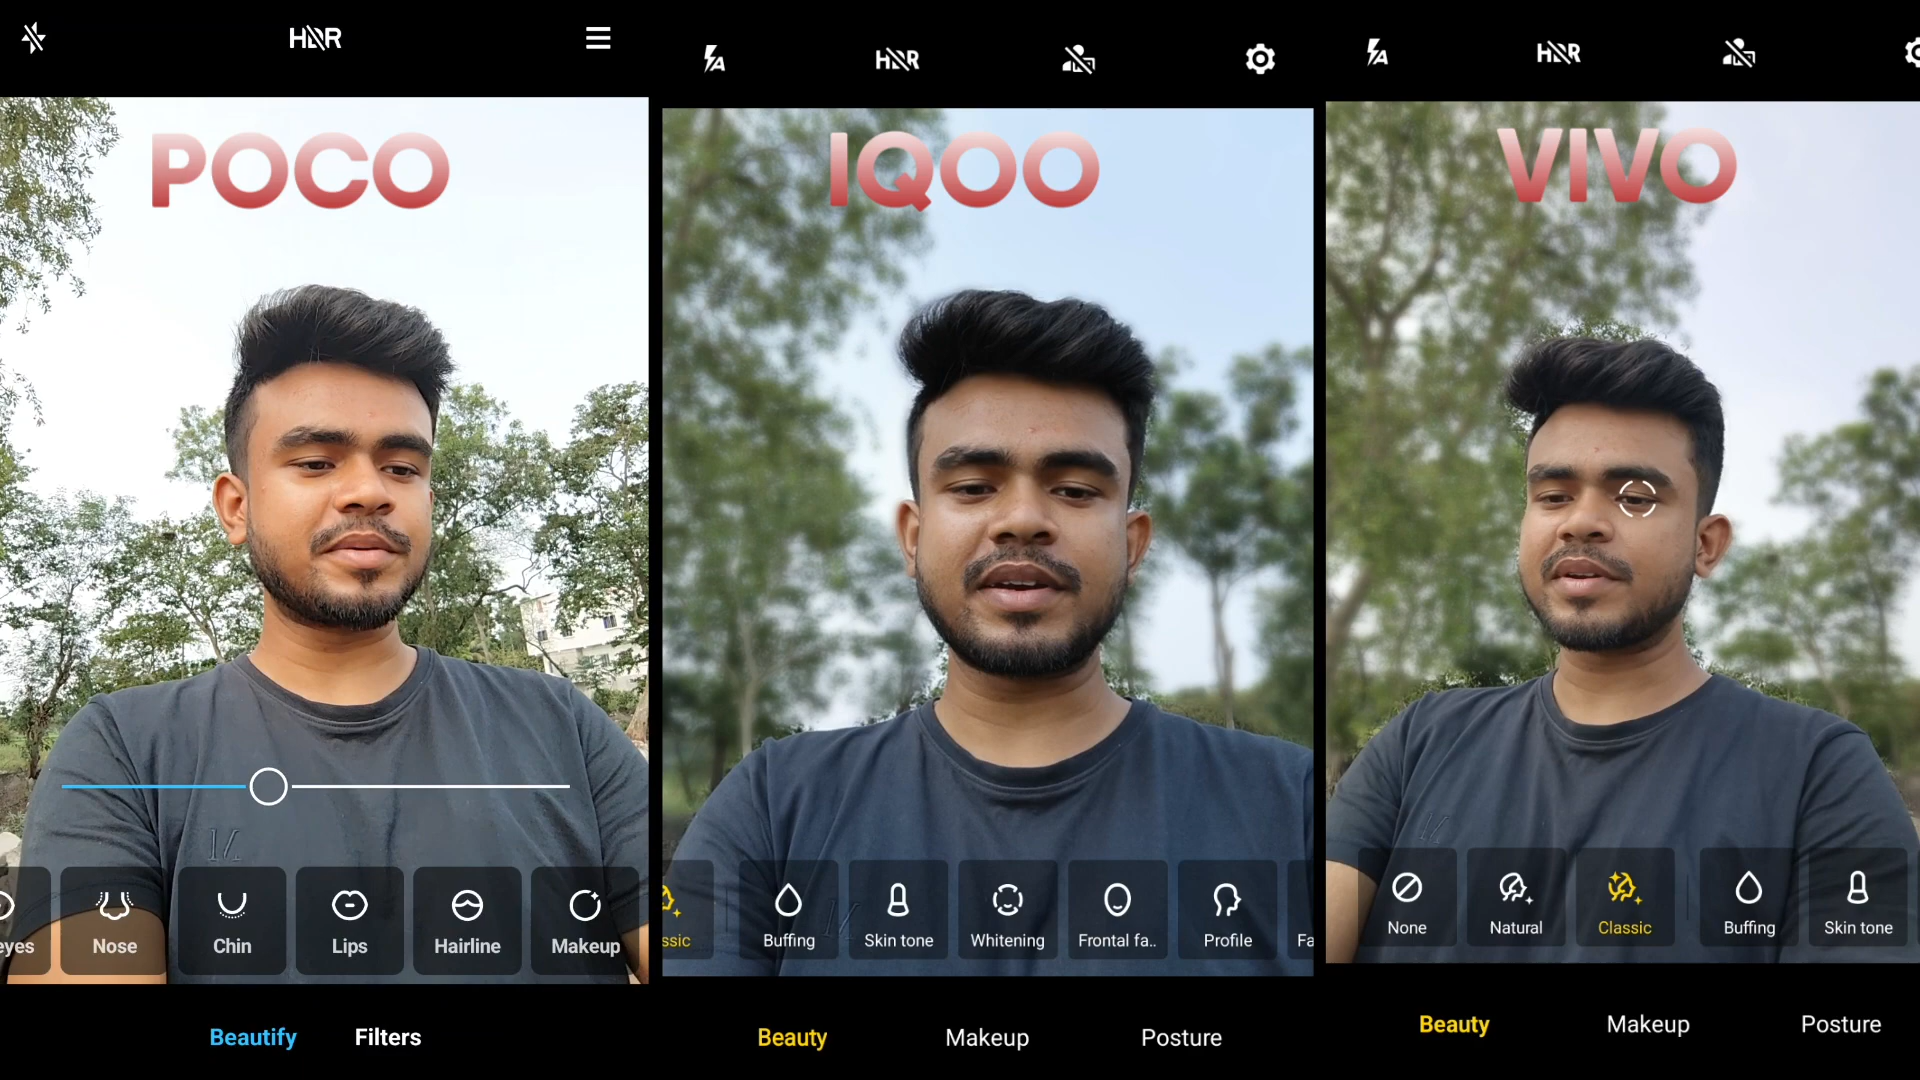 HDR
POCO
eyes
Nose
Chin
Lips
Hairline
Makeup
Beautify
Filters
HDR
IQOO
ssic
Buffing
Skin tone
Whitening
Frontal fa..
Profile
Fa
Beauty
Makeup
Posture
HDR
VIVO
None
Natural
Classic
Buffing
Skin tone
Beauty
Makeup
Posture